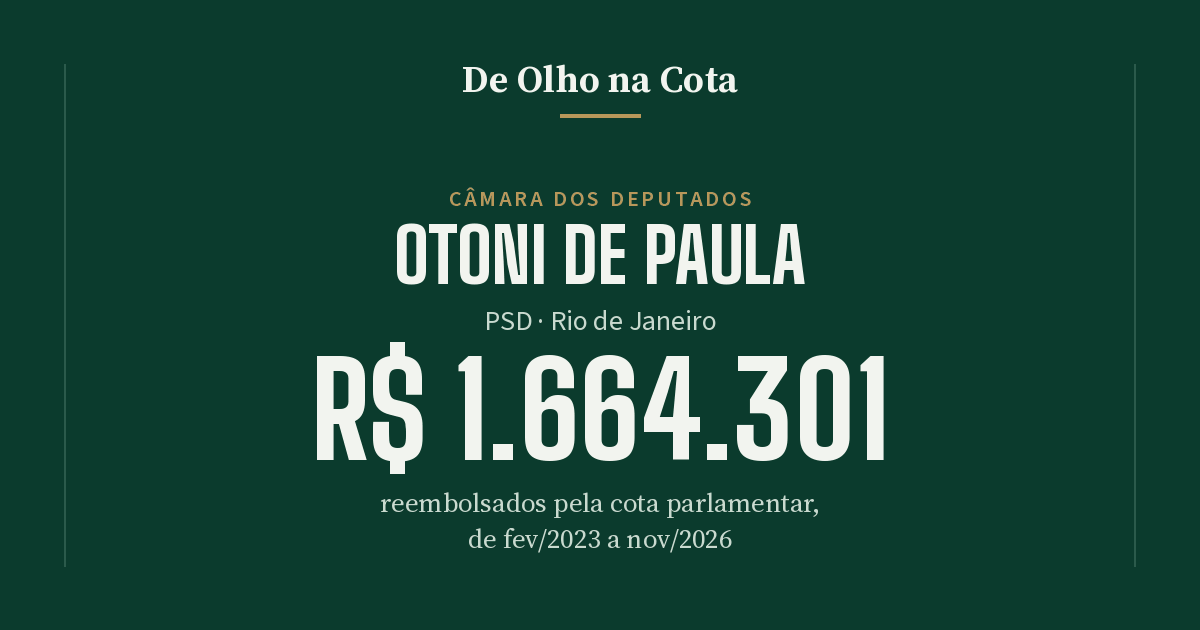 De Olho na Cota
CÂMARA DOS DEPUTADOS
OTONI DE PAULA
PSD · Rio de Janeiro
R$ 1.664.301
reembolsados pela cota parlamentar,
de fev/2023 a nov/2026